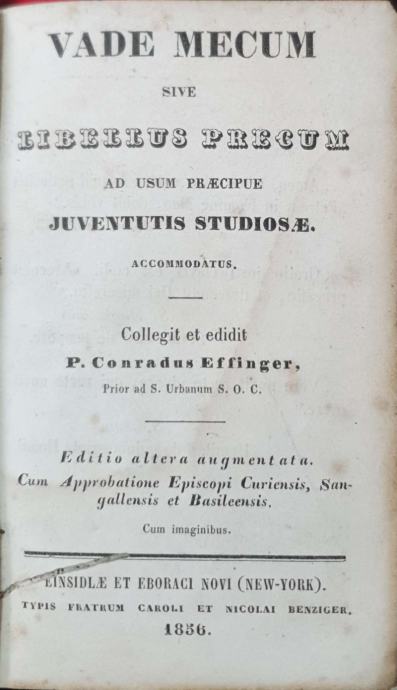 VADE MECUM
SIVE
LIBELLUS PRECUM
AD USUM PRÆCIPUE
JUVENTUTIS STUDIOSÆ.
ACCOMMODATUS.
Collegit et edidit
P. Conradus Effinger,
Prior ad S. Urbanum S. O. C.
Editio altera augmentata.
Cum Approbatione Episcopi Curiensis, San-
gallensis et Basileensis.
Cum imaginibus.
EINSIDLÆ ET EBORACI NOVI (NEW-YORK).
TYPIS FRATRUM CAROLI ET NICOLAI BENZIGER.
1856.